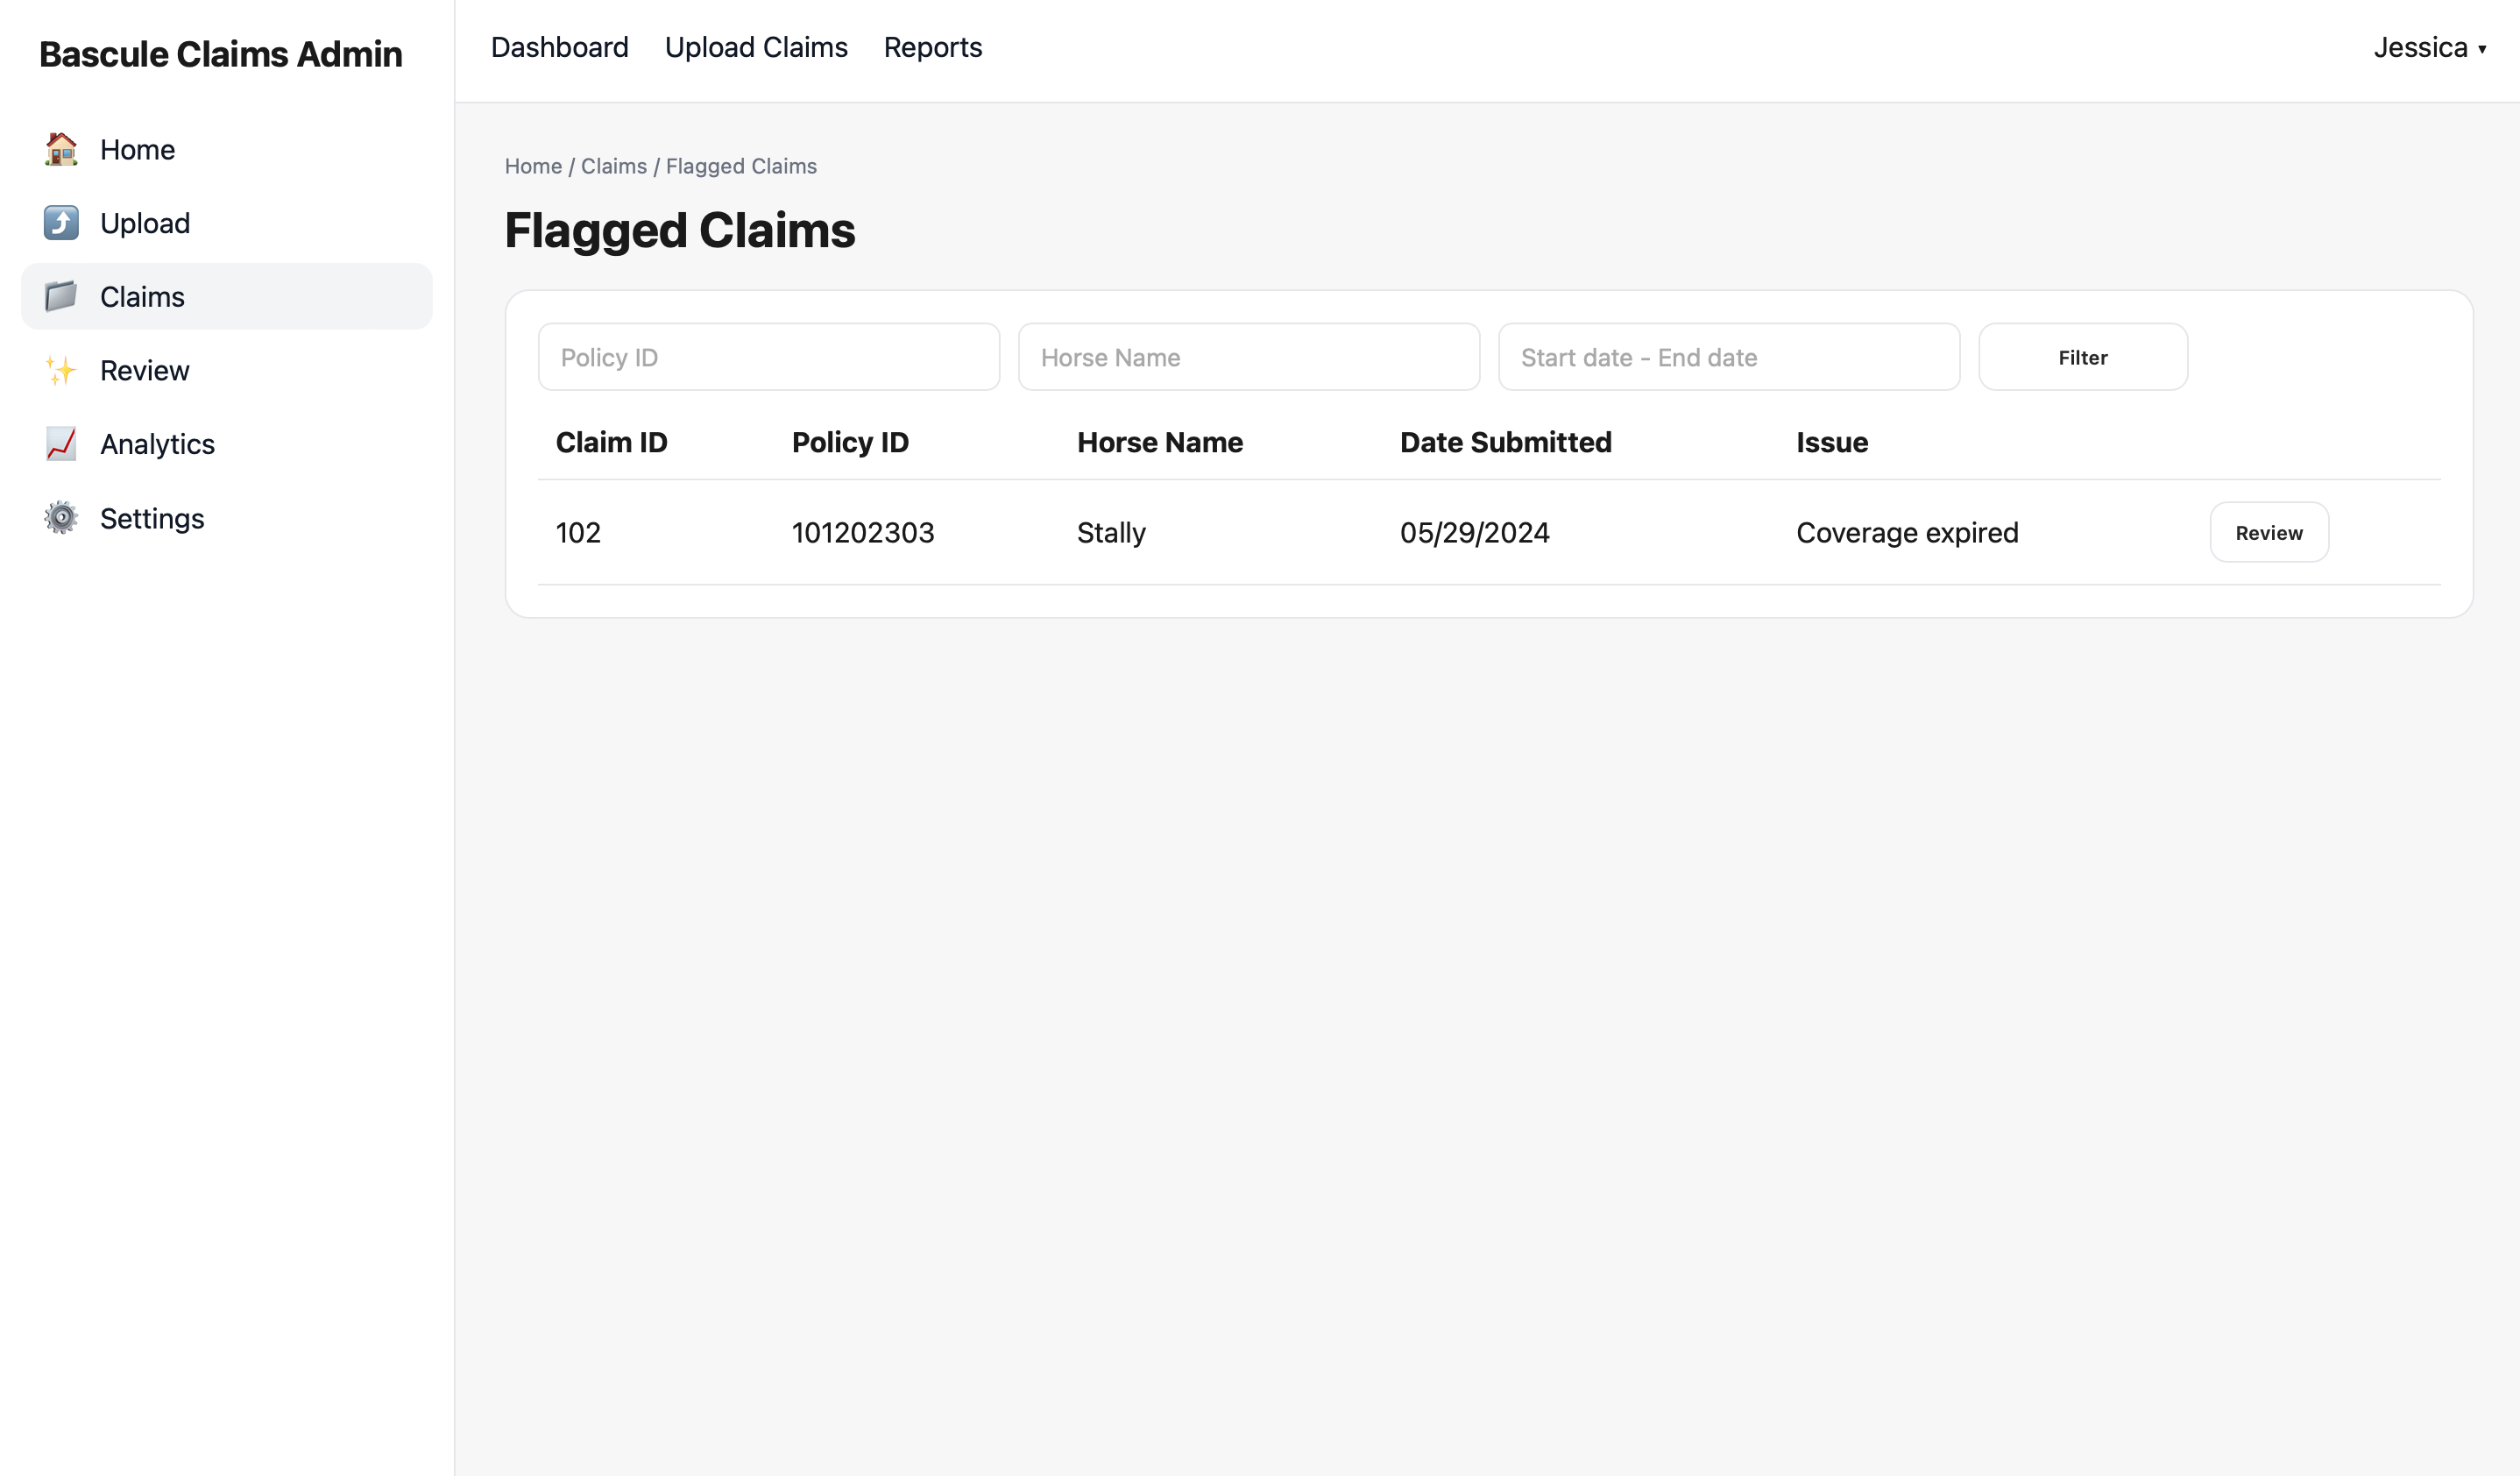 Bascule Claims Admin
Home
Upload
Claims
Review
Analytics
Settings
Dashboard Upload Claims Reports
Jessica ▾
Home / Claims / Flagged Claims
Flagged Claims
Policy ID Horse Name Start date - End date Filter
Claim ID Policy ID Horse Name Date Submitted Issue
102 101202303 Stally 05/29/2024 Coverage expired Review